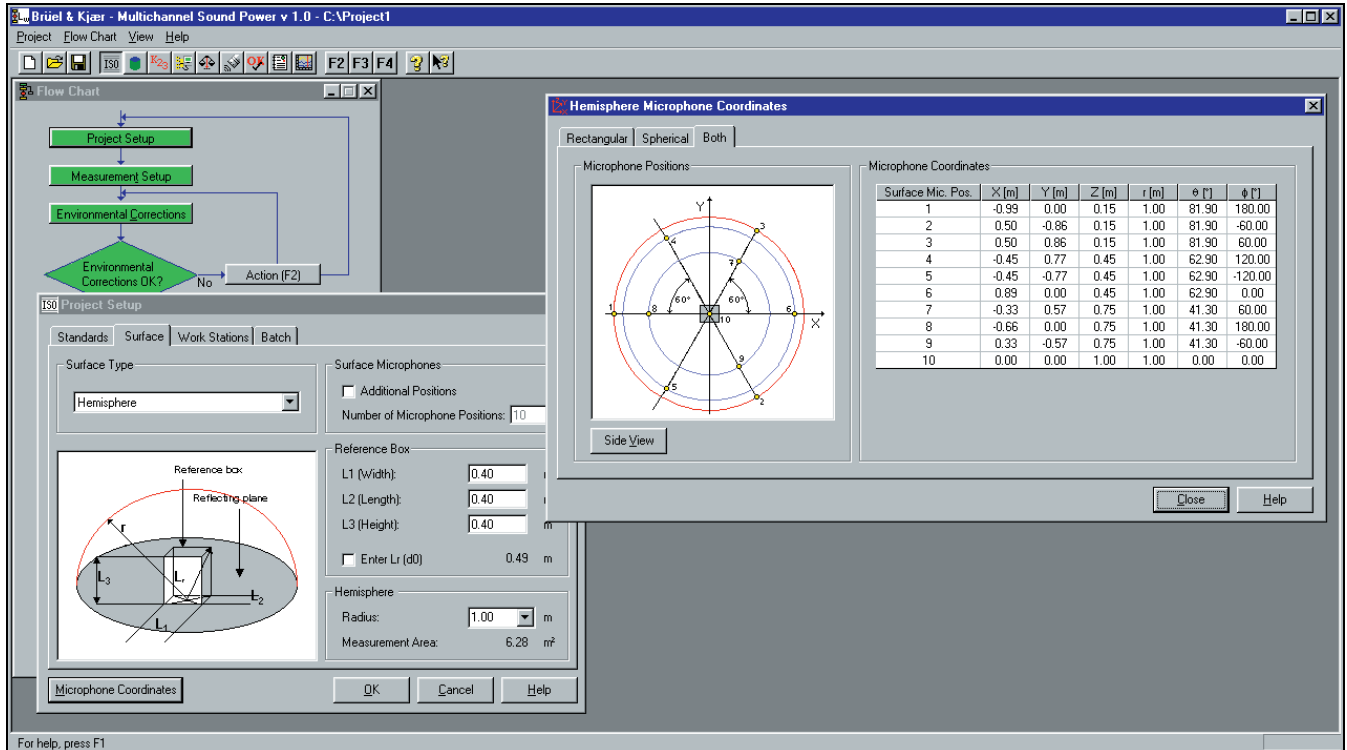 Brüel & Kjær - Multichannel Sound Power v 1.0 - C:\Project1
Project Flow Chart View Help
ISO K23 OK F2 F3 F4
Flow Chart
Project Setup
Measurement Setup
Environmental Corrections
Environmental
Corrections OK?
No
Action (F2)
ISO Project Setup
Standards Surface Work Stations Batch
Surface Type
Hemisphere
Reference box
Reflecting plane
r
L3
Lr
L2
L1
Surface Microphones
Additional Positions
Number of Microphone Positions: 10
Reference Box
L1 (Width): 0.40
L2 (Length): 0.40
L3 (Height): 0.40 m
Enter Lr (d0) 0.49 m
Hemisphere
Radius: 1.00 m
Measurement Area: 6.28 m²
Microphone Coordinates OK Cancel Help
Hemisphere Microphone Coordinates
Rectangular Spherical Both
Microphone Positions
Y
3
4
7
60° 60°
1 8 6
10
X
9
5
2
Side View
Microphone Coordinates
Surface Mic. Pos. X [m] Y [m] Z [m] r [m] θ [°] ϕ [°]
1 -0.99 0.00 0.15 1.00 81.90 180.00
2 0.50 -0.86 0.15 1.00 81.90 -60.00
3 0.50 0.86 0.15 1.00 81.90 60.00
4 -0.45 0.77 0.45 1.00 62.90 120.00
5 -0.45 -0.77 0.45 1.00 62.90 -120.00
6 0.89 0.00 0.45 1.00 62.90 0.00
7 -0.33 0.57 0.75 1.00 41.30 60.00
8 -0.66 0.00 0.75 1.00 41.30 180.00
9 0.33 -0.57 0.75 1.00 41.30 -60.00
10 0.00 0.00 1.00 1.00 0.00 0.00
Close Help
For help, press F1